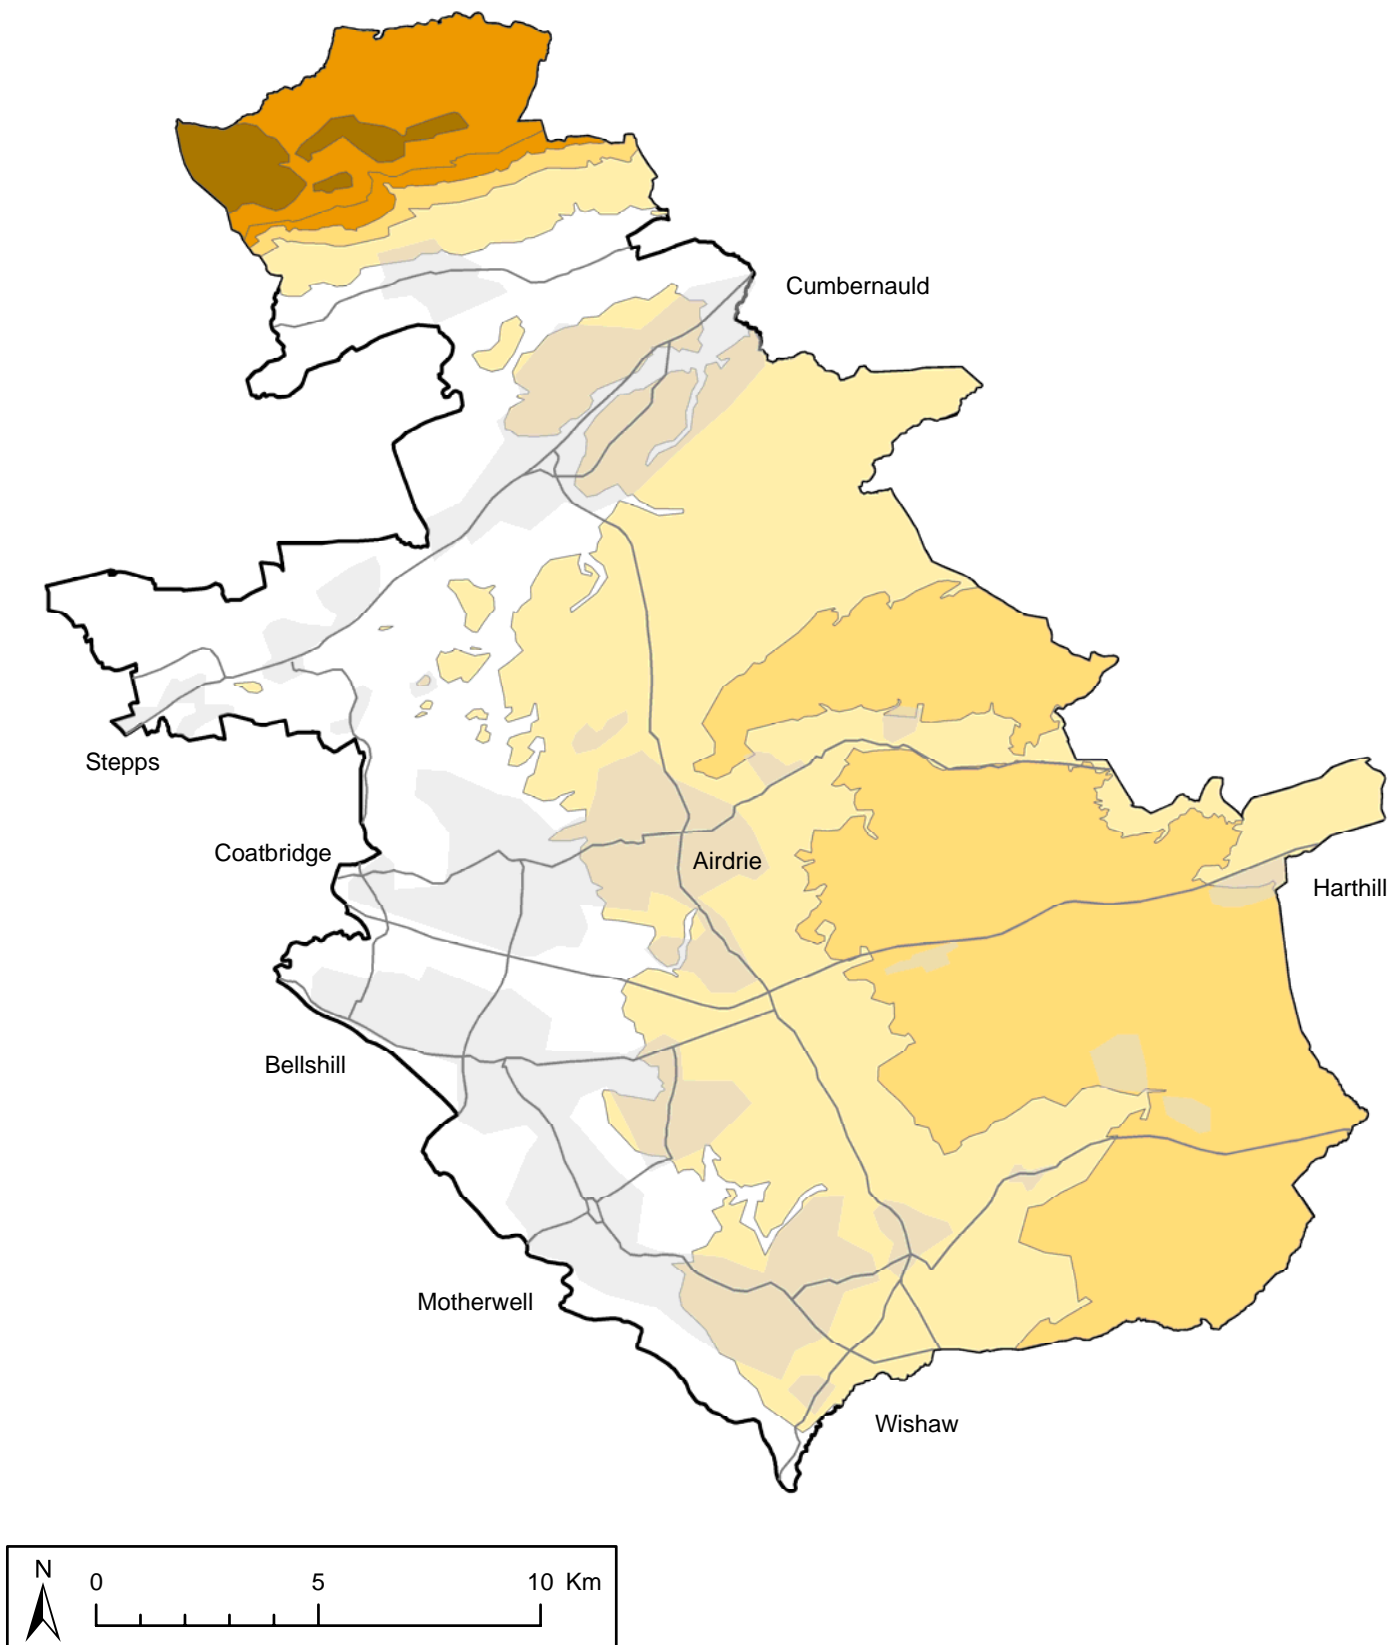 Cumbernauld
Stepps
Coatbridge
Airdrie
Harthill
Bellshill
Motherwell
Wishaw
N
0 5 10 Km